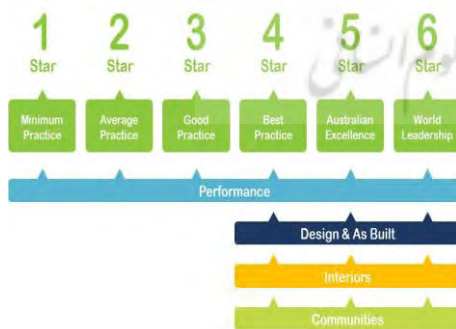 1 2 3 4 5 6
Star Star Star Star Star Star
Minimum Practice
Average Practice
Good Practice
Best Practice
Australian Excellence
World Leadership
Performance
Design & As Built
Interiors
Communities